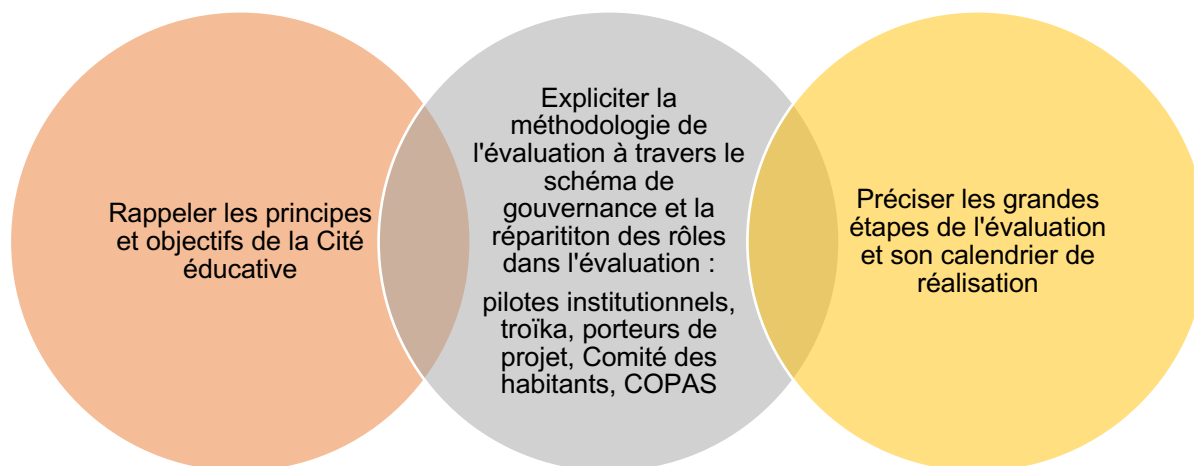 Rappeler les principes
et objectifs de la Cité
éducative
Expliciter la
méthodologie de
l'évaluation à travers le
schéma de
gouvernance et la
réparititon des rôles
dans l'évaluation :
pilotes institutionnels,
troïka, porteurs de
projet, Comité des
habitants, COPAS
Préciser les grandes
étapes de l'évaluation
et son calendrier de
réalisation